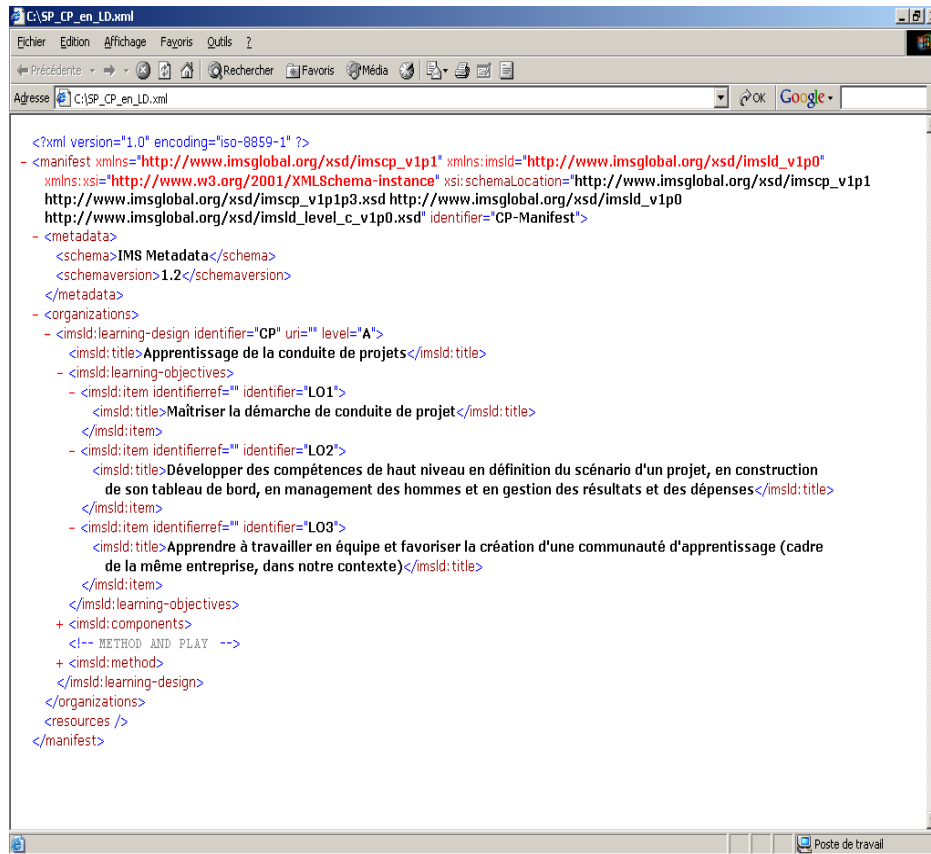 C:\SP_CP_en_LD.xml
Fichier Edition Affichage Favoris Outils ?
Précédente Rechercher Favoris Média
Adresse C:\SP_CP_en_LD.xml OK Google
<?xml version="1.0" encoding="iso-8859-1" ?>
- <manifest xmlns="http://www.imsglobal.org/xsd/imscp_v1p1" xmlns:imsld="http://www.imsglobal.org/xsd/imsld_v1p0"
xmlns:xsi="http://www.w3.org/2001/XMLSchema-instance" xsi:schemaLocation="http://www.imsglobal.org/xsd/imscp_v1p1
http://www.imsglobal.org/xsd/imscp_v1p1p3.xsd http://www.imsglobal.org/xsd/imsld_v1p0
http://www.imsglobal.org/xsd/imsld_level_c_v1p0.xsd" identifier="CP-Manifest">
- <metadata>
<schema>IMS Metadata</schema>
<schemaversion>1.2</schemaversion>
</metadata>
- <organizations>
- <imsld:learning-design identifier="CP" uri="" level="A">
<imsld:title>Apprentissage de la conduite de projets</imsld:title>
- <imsld:learning-objectives>
- <imsld:item identifierref="" identifier="LO1">
<imsld:title>Maîtriser la démarche de conduite de projet</imsld:title>
</imsld:item>
- <imsld:item identifierref="" identifier="LO2">
<imsld:title>Développer des compétences de haut niveau en définition du scénario d'un projet, en construction
de son tableau de bord, en management des hommes et en gestion des résultats et des dépenses</imsld:title>
</imsld:item>
- <imsld:item identifierref="" identifier="LO3">
<imsld:title>Apprendre à travailler en équipe et favoriser la création d'une communauté d'apprentissage (cadre
de la même entreprise, dans notre contexte)</imsld:title>
</imsld:item>
</imsld:learning-objectives>
+ <imsld:components>
<!-- METHOD AND PLAY -->
+ <imsld:method>
</imsld:learning-design>
</organizations>
<resources />
</manifest>
Poste de travail